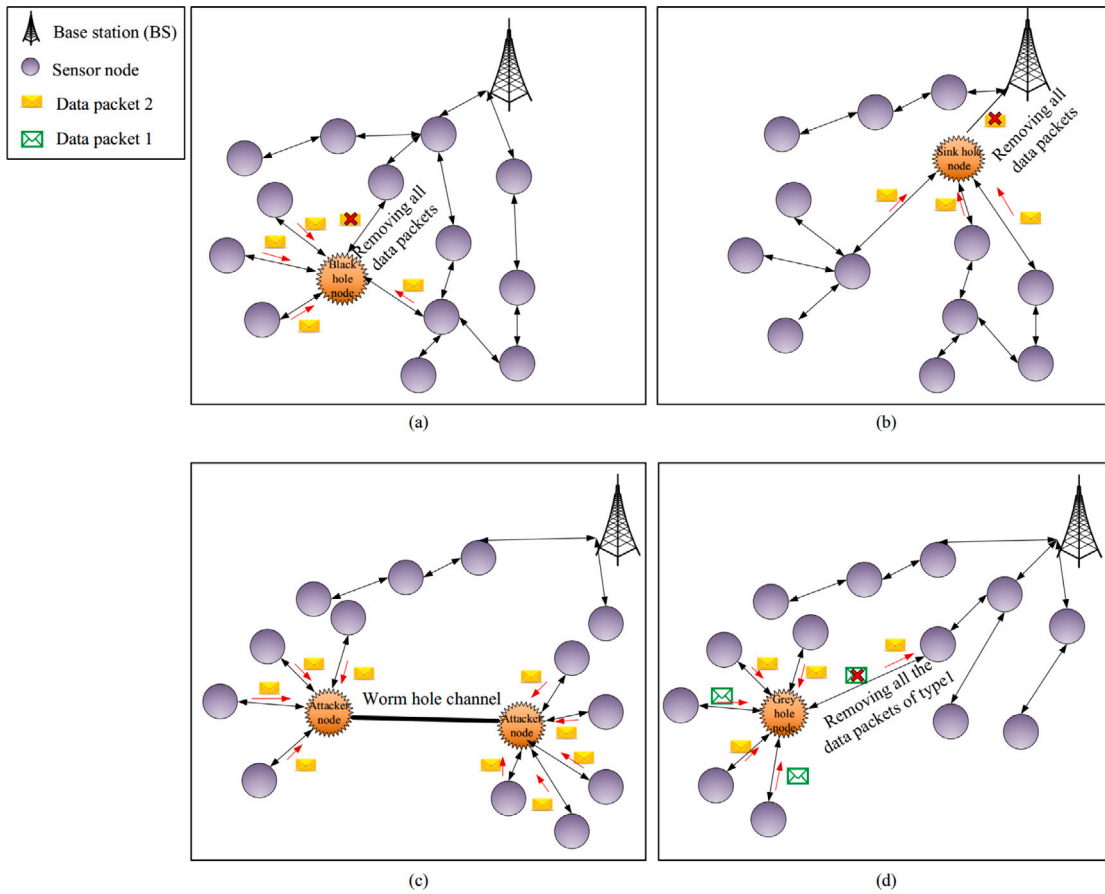 Base station (BS)
Sensor node
Data packet 2
Data packet 1
Removing all
data packets
Black
hole
node
(a)
Sink hole
node
Removing all
data packets
(b)
Attacker
node
Worm hole channel
Attacker
node
(c)
Grey
hole
node
Removing all the
data packets of type1
(d)